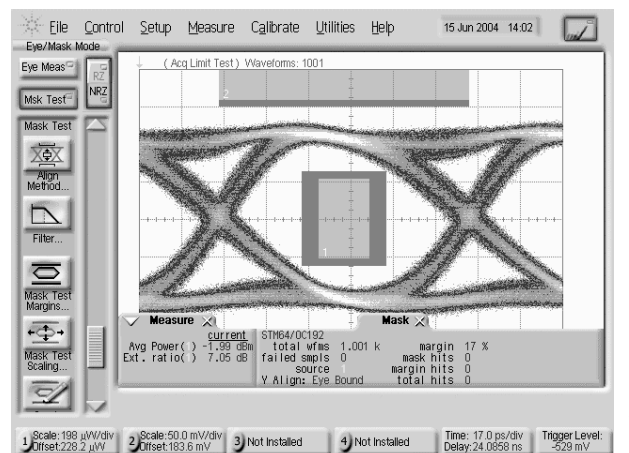 File Control Setup Measure Calibrate Utilities Help 15 Jun 2004 14:02
Eye/Mask Mode
Eye Meas
RZ
Msk Test
NRZ
( Acq Limit Test ) Waveforms: 1001
2
Mask Test
Align
Method...
Filter...
1
Mask Test
Margins...
Mask Test
Scaling...
Measure Mask
current
Avg Power( ) -1.99 dBm
Ext. ratio( ) 7.05 dB
STM64/OC192
total wfms 1.001 k margin 17 %
failed smpls 0 mask hits 0
source 1 margin hits 0
Y Align: Eye Bound total hits 0
1 Scale: 198 µW/div
Offset: 228.2 µW
2 Scale: 50.0 mV/div
Offset: 183.6 mV
3 Not Installed
4 Not Installed
Time: 17.0 ps/div
Delay: 24.0858 ns
Trigger Level:
-529 mV